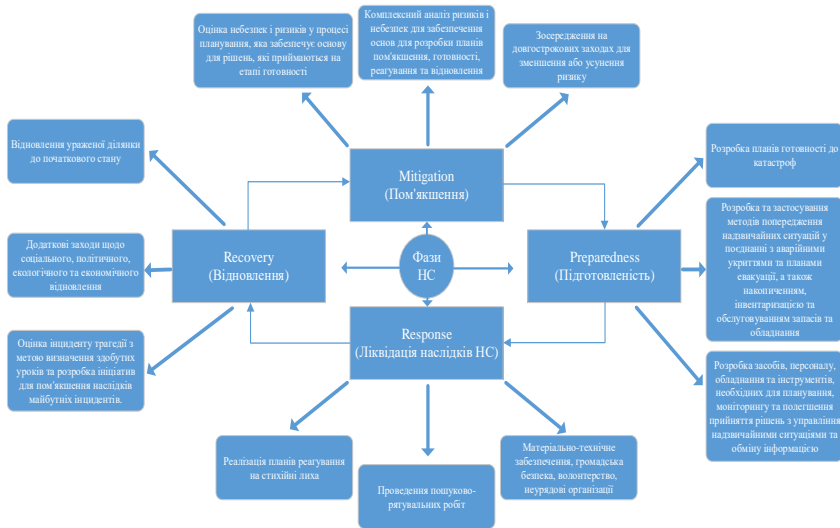 Оцінка небезпек і ризиків у процесі
планування, яка забезпечує основу
для рішень, які приймаються на
етапі готовності
Комплексний аналіз ризиків і
небезпек для забезпечення
основ для розробки планів
пом'якшення, готовності,
реагування та відновлення
Зосередження на
довгострокових заходах для
зменшення або усунення
ризику
Відновлення ураженої ділянки
до початкового стану
Mitigation
(Пом'якшення)
Розробка планів готовності до
катастроф
Додаткові заходи щодо
соціального, політичного,
екологічного та економічного
відновлення
Recovery
(Відновлення)
Фази
НС
Preparedness
(Підготовленість)
Розробка та застосування
методів попередження
надзвичайних ситуацій у
поєднанні з аварійними
укриттями та планами
евакуації, а також
накопиченням,
інвентаризацією та
обслуговуванням запасів та
обладнання
Оцінка інциденту трагедії з
метою визначення здобутих
уроків та розробка ініціатив
для пом'якшення наслідків
майбутніх інцидентів.
Response
(Ліквідація наслідків НС)
Розробка засобів, персоналу,
обладнання та інструментів,
необхідних для планування,
моніторингу та полегшення
прийняття рішень з управління
надзвичайними ситуаціями та
обміну інформацією
Реалізація планів реагування
на стихійні лиха
Проведення пошуково-
рятувальних робіт
Матеріально-технічне
забезпечення, громадська
безпека, волонтерство,
неурядові організації